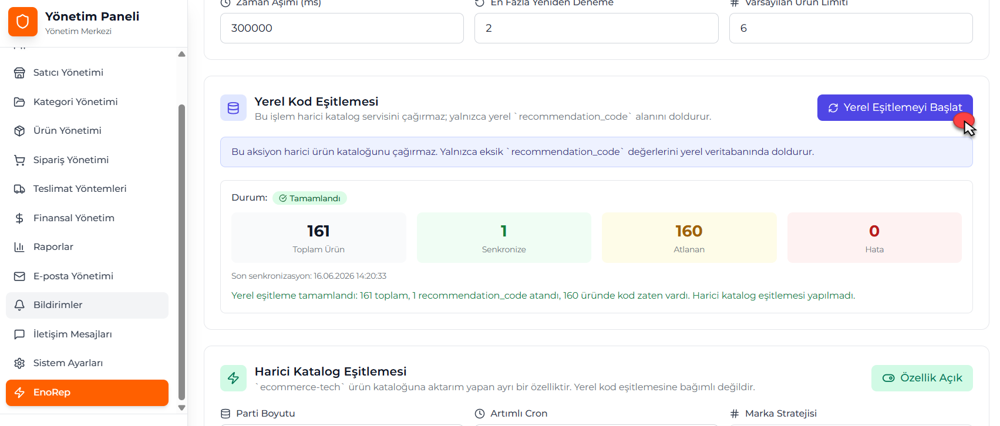 Yönetim Paneli
Yönetim Merkezi
Satıcı Yönetimi
Kategori Yönetimi
Ürün Yönetimi
Sipariş Yönetimi
Teslimat Yöntemleri
Finansal Yönetim
Raporlar
E-posta Yönetimi
Bildirimler
İletişim Mesajları
Sistem Ayarları
EnoRep
Zaman Aşımı (ms)
En Fazla Yeniden Deneme
Varsayılan Ürün Limiti
300000
2
6
Yerel Kod Eşitlemesi
Bu işlem harici katalog servisini çağırmaz; yalnızca yerel `recommendation_code` alanını doldurur.
Yerel Eşitlemeyi Başlat
Bu aksiyon harici ürün kataloğunu çağırmaz. Yalnızca eksik `recommendation_code` değerlerini yerel veritabanında doldurur.
Durum: Tamamlandı
161
Toplam Ürün
1
Senkronize
160
Atlanan
0
Hata
Son senkronizasyon: 16.06.2026 14:20:33
Yerel eşitleme tamamlandı: 161 toplam, 1 recommendation_code atandı, 160 üründe kod zaten vardı. Harici katalog eşitlemesi yapılmadı.
Harici Katalog Eşitlemesi
`ecommerce-tech` ürün kataloğuna aktarım yapan ayrı bir özelliktir. Yerel kod eşitlemesine bağımlı değildir.
Özellik Açık
Parti Boyutu
Artımlı Cron
Marka Stratejisi